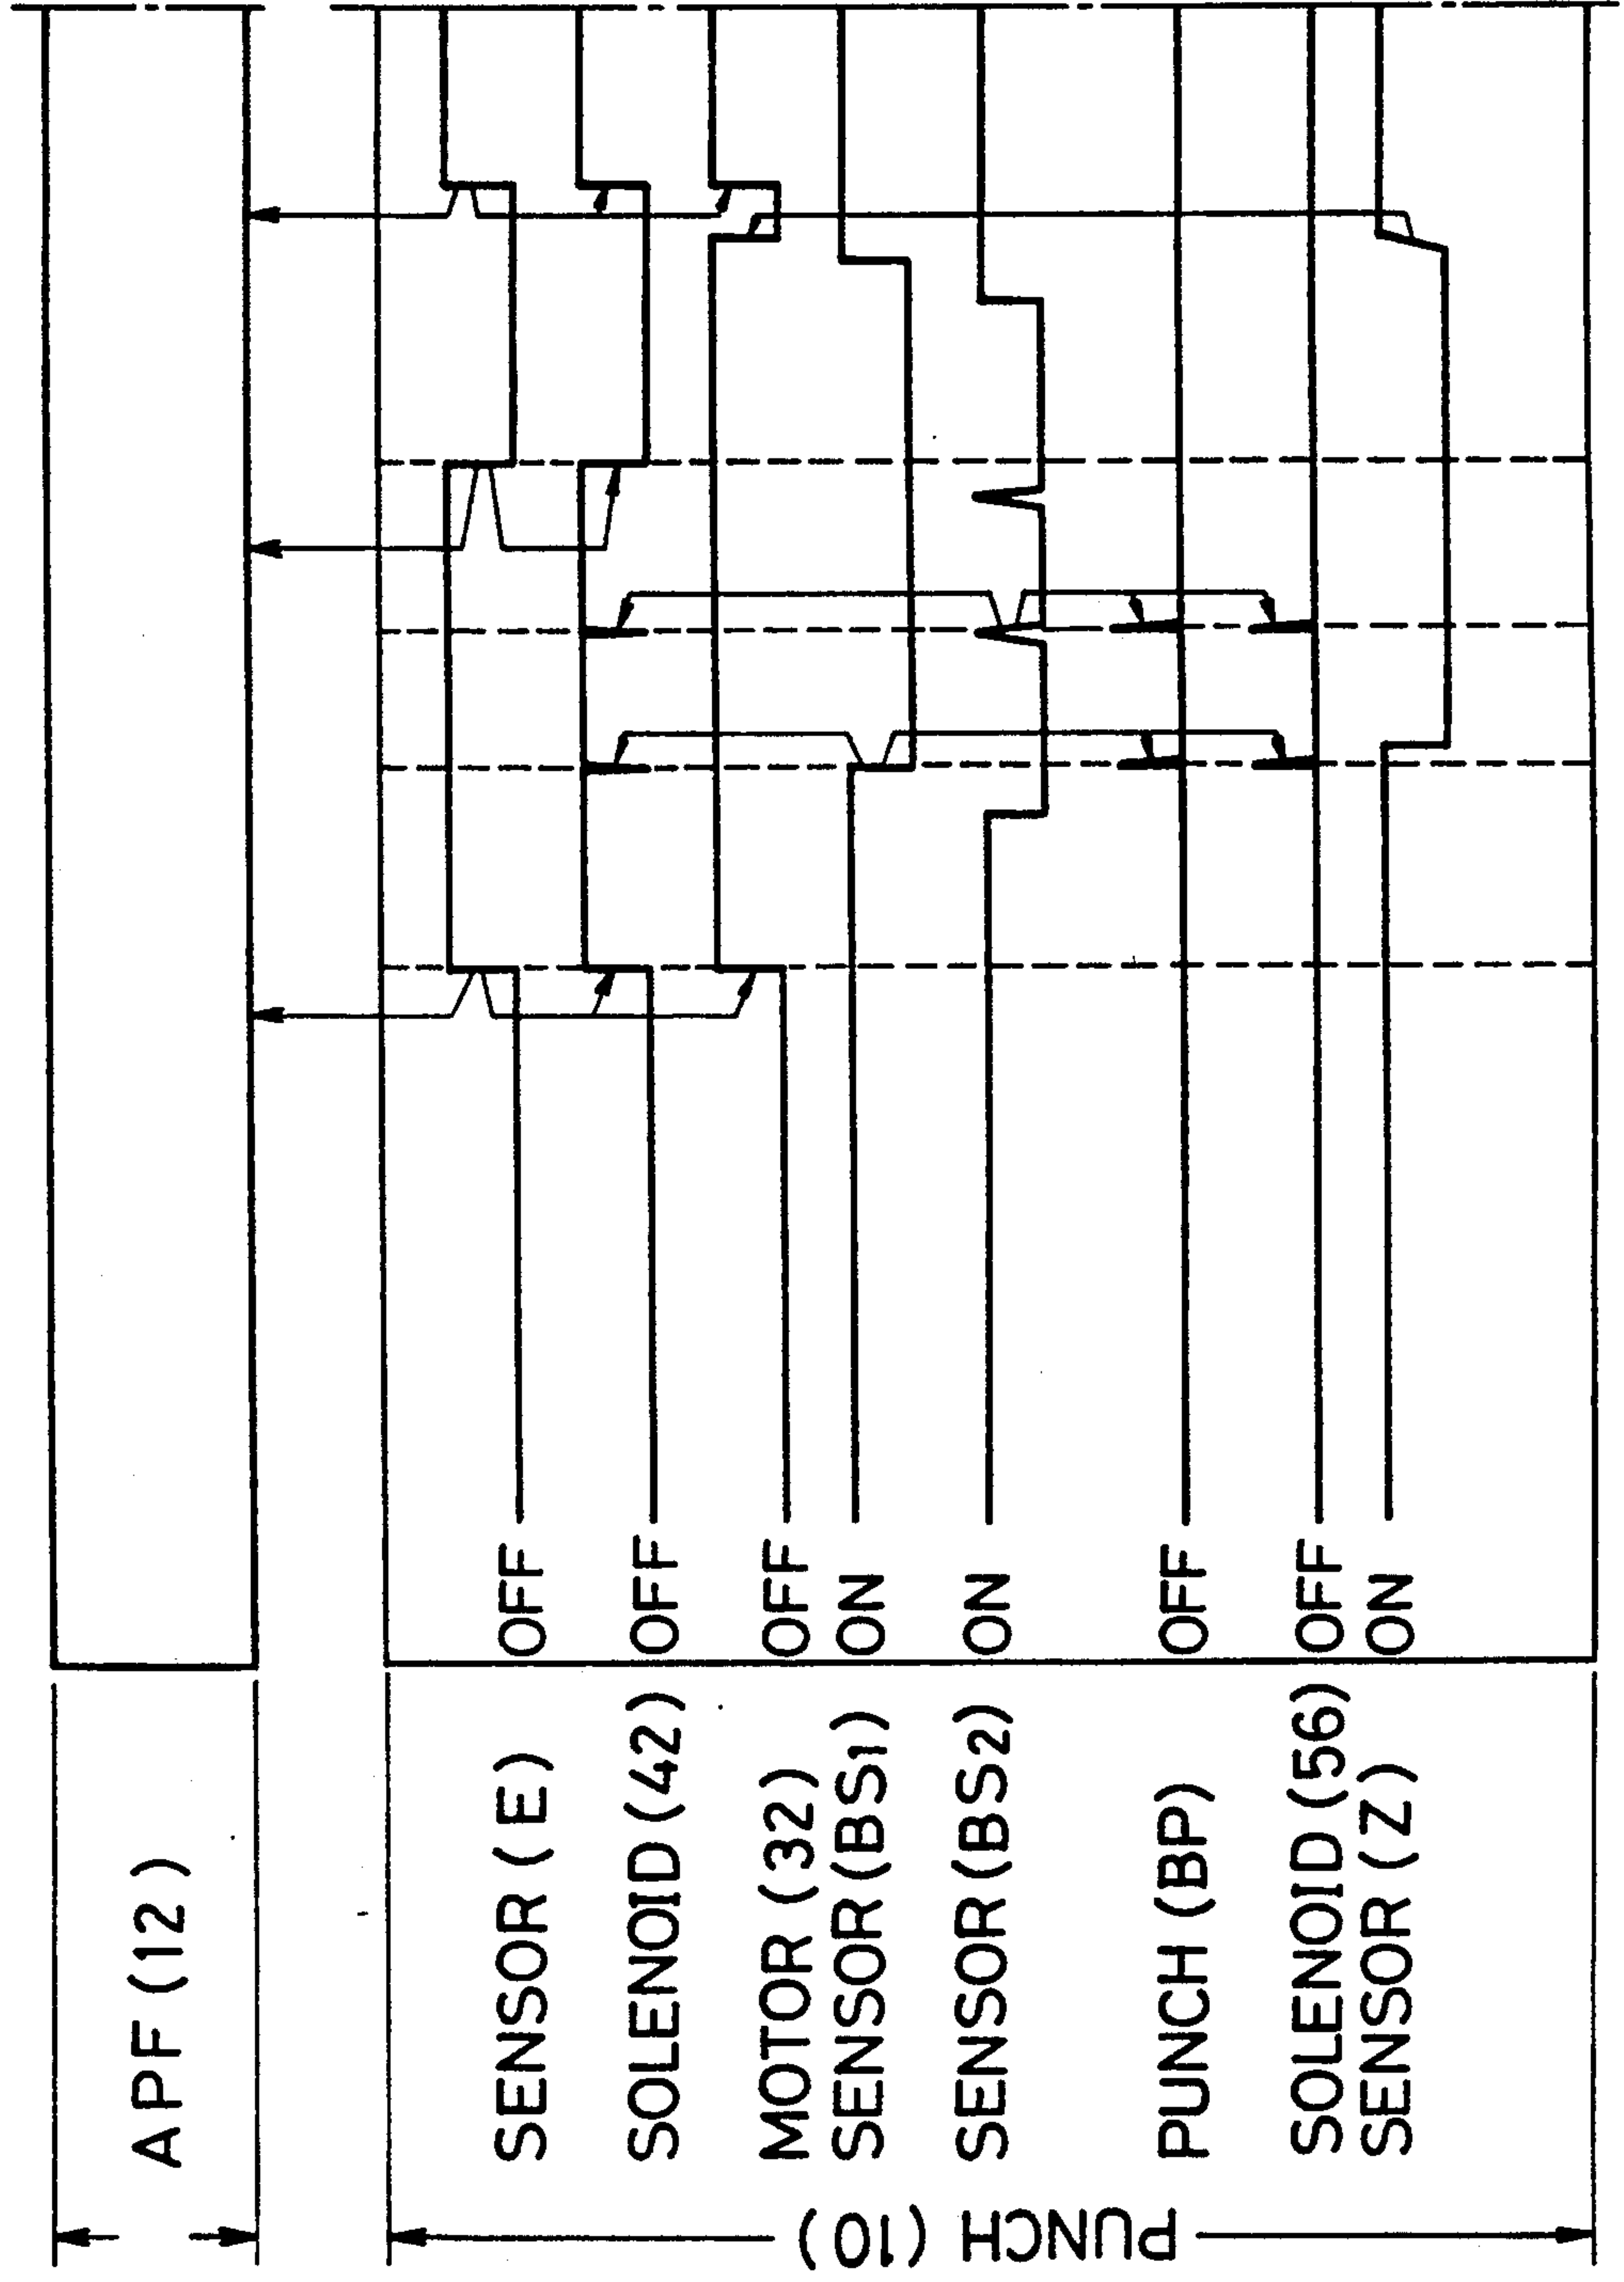 APF (12)
PUNCH (10)
SENSOR (E) OFF
SOLENOID (42) OFF
MOTOR (32) OFF
SENSOR (BS1) ON
SENSOR (BS2) ON
PUNCH (BP) OFF
SOLENOID (56) OFF
SENSOR (Z) ON